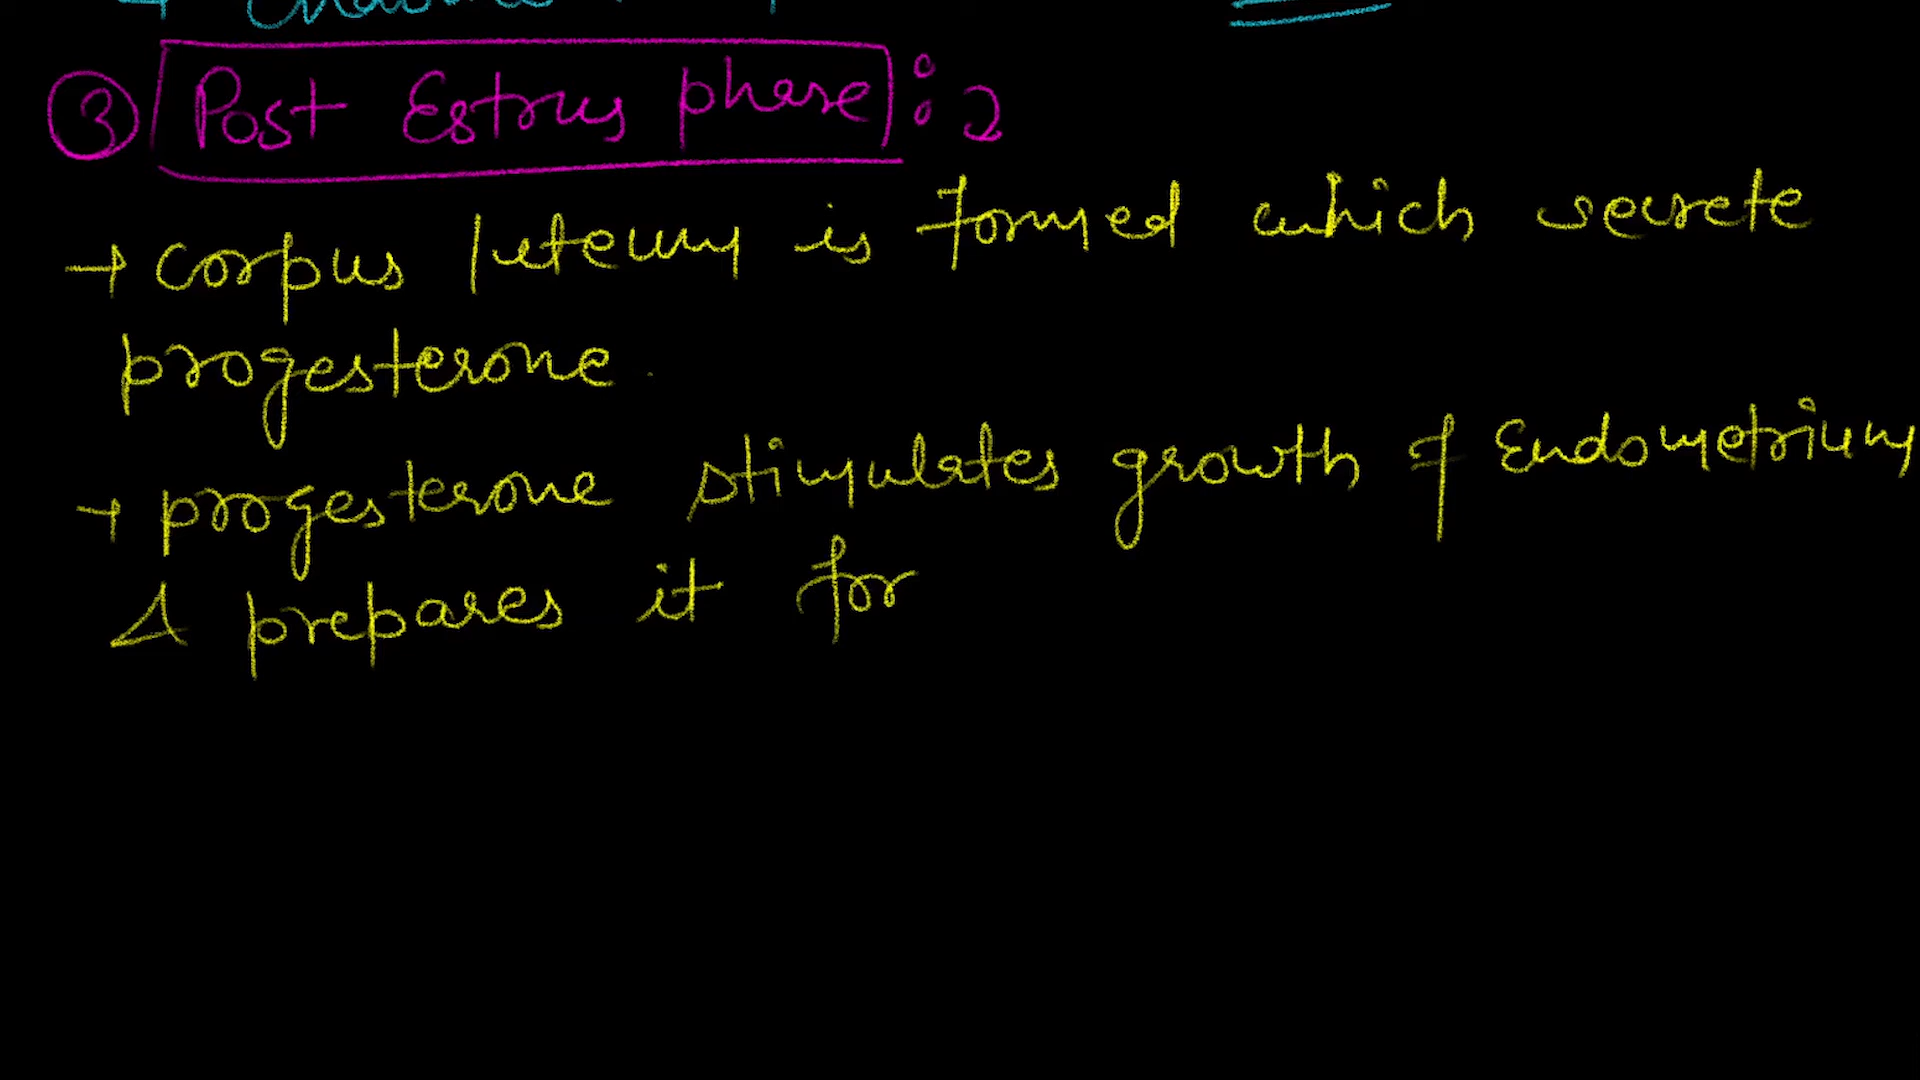 ③ Post Estrus phase :-
→ corpus luteum is formed which secrete
progesterone.
→ progesterone stimulates growth of Endometrium
& prepares it for